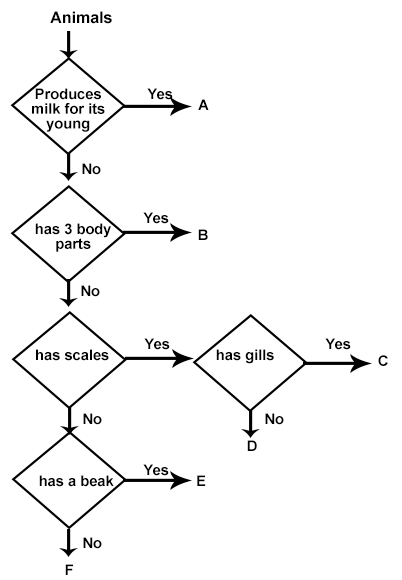 Animals
Produces
milk for its
young
Yes
A
No
has 3 body
parts
Yes
B
No
has scales
Yes
has gills
Yes
C
No
No
D
has a beak
Yes
E
No
F